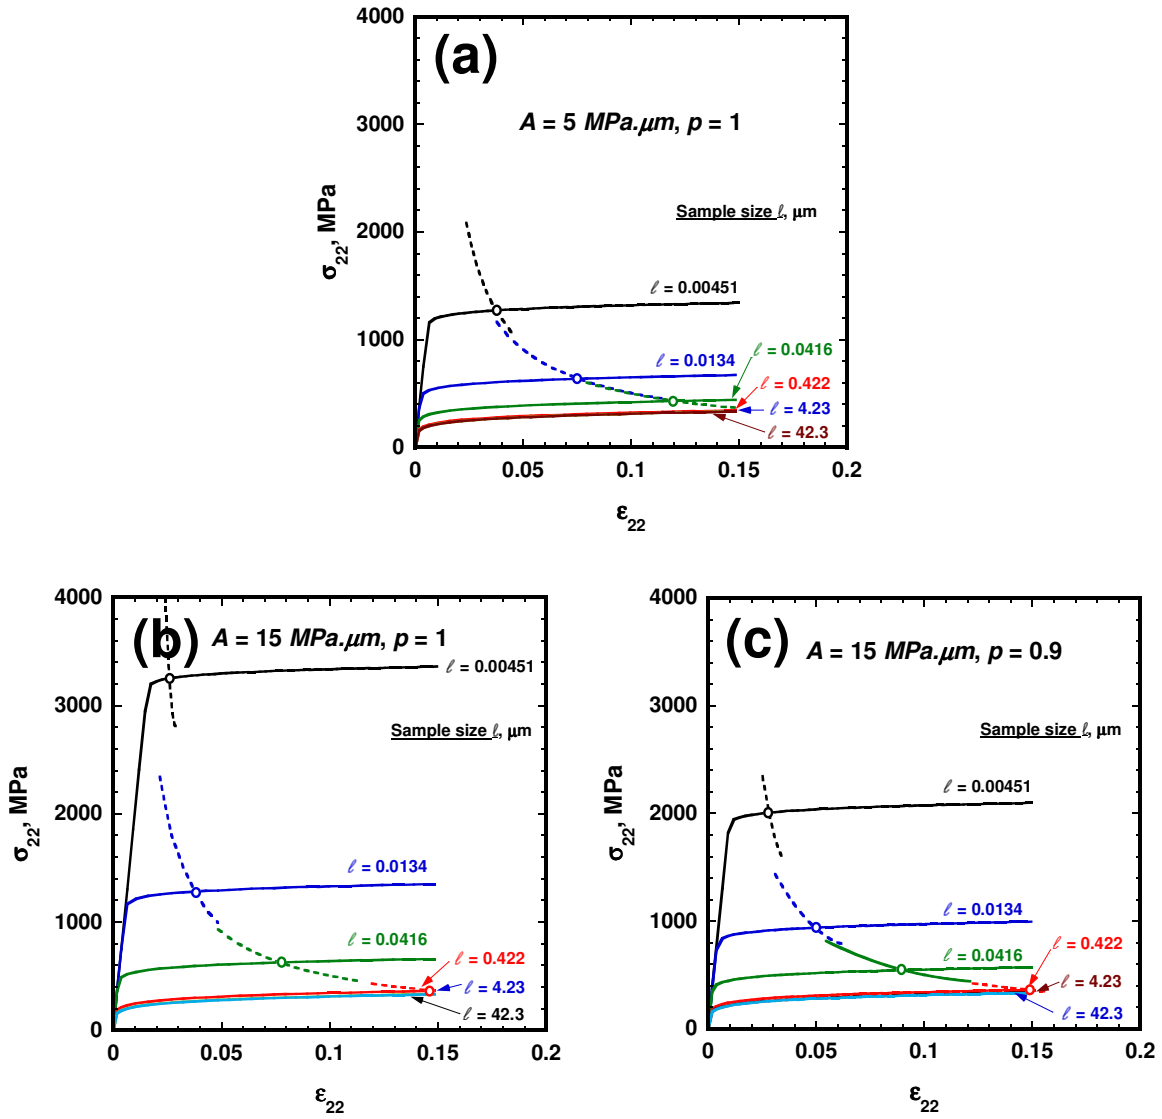 (a)
A = 5 MPa.μm, p = 1
Sample size ℓ, μm
ℓ = 0.00451
ℓ = 0.0134
ℓ = 0.0416
ℓ = 0.422
ℓ = 4.23
ℓ = 42.3
4000
3000
2000
1000
0
σ22, MPa
0
0.05
0.1
0.15
0.2
ε22
(b)
A = 15 MPa.μm, p = 1
ℓ = 0.00451
Sample size ℓ, μm
ℓ = 0.0134
ℓ = 0.0416
ℓ = 0.422
ℓ = 4.23
ℓ = 42.3
4000
3000
2000
1000
0
σ22, MPa
0
0.05
0.1
0.15
0.2
ε22
(c)
A = 15 MPa.μm, p = 0.9
Sample size ℓ, μm
ℓ = 0.00451
ℓ = 0.0134
ℓ = 0.0416
ℓ = 0.422
ℓ = 4.23
ℓ = 42.3
4000
3000
2000
1000
0
σ22, MPa
0
0.05
0.1
0.15
0.2
ε22